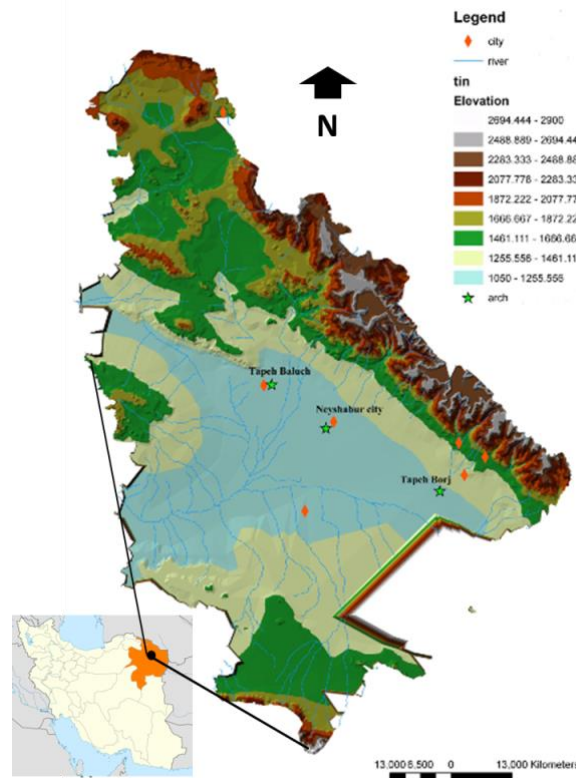 Legend
city
river
tin
Elevation
2694.444 - 2900
2488.889 - 2694.44
2283.333 - 2488.88
2077.778 - 2283.33
1872.222 - 2077.77
1666.667 - 1872.22
1461.111 - 1666.66
1255.556 - 1461.11
1050 - 1255.555
arch
N
Tapeh Baluch
Neyshabur city
Tapeh Borj
13,000 6,500 0 13,000 Kilometers